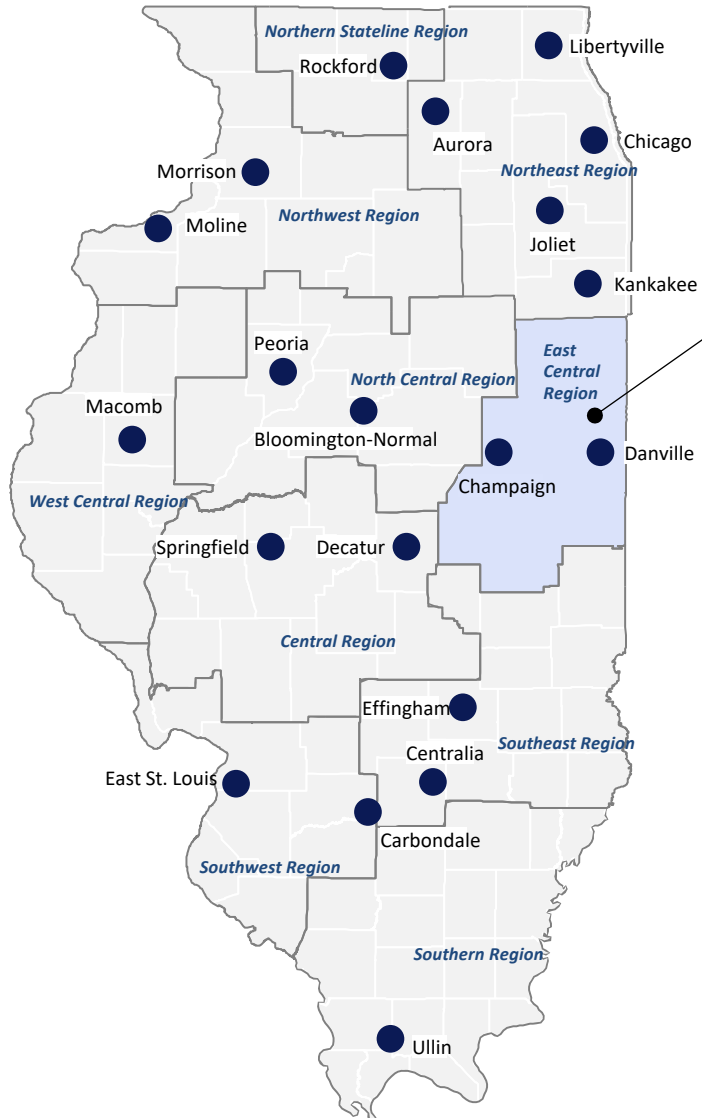 Northern Stateline Region
Libertyville
Rockford
Aurora
Chicago
Morrison
Northeast Region
Northwest Region
Moline
Joliet
Kankakee
Peoria
East
Central
Region
North Central Region
Macomb
Bloomington-Normal
Danville
Champaign
West Central Region
Springfield
Decatur
Central Region
Effingham
Southeast Region
Centralia
East St. Louis
Carbondale
Southwest Region
Southern Region
Ullin